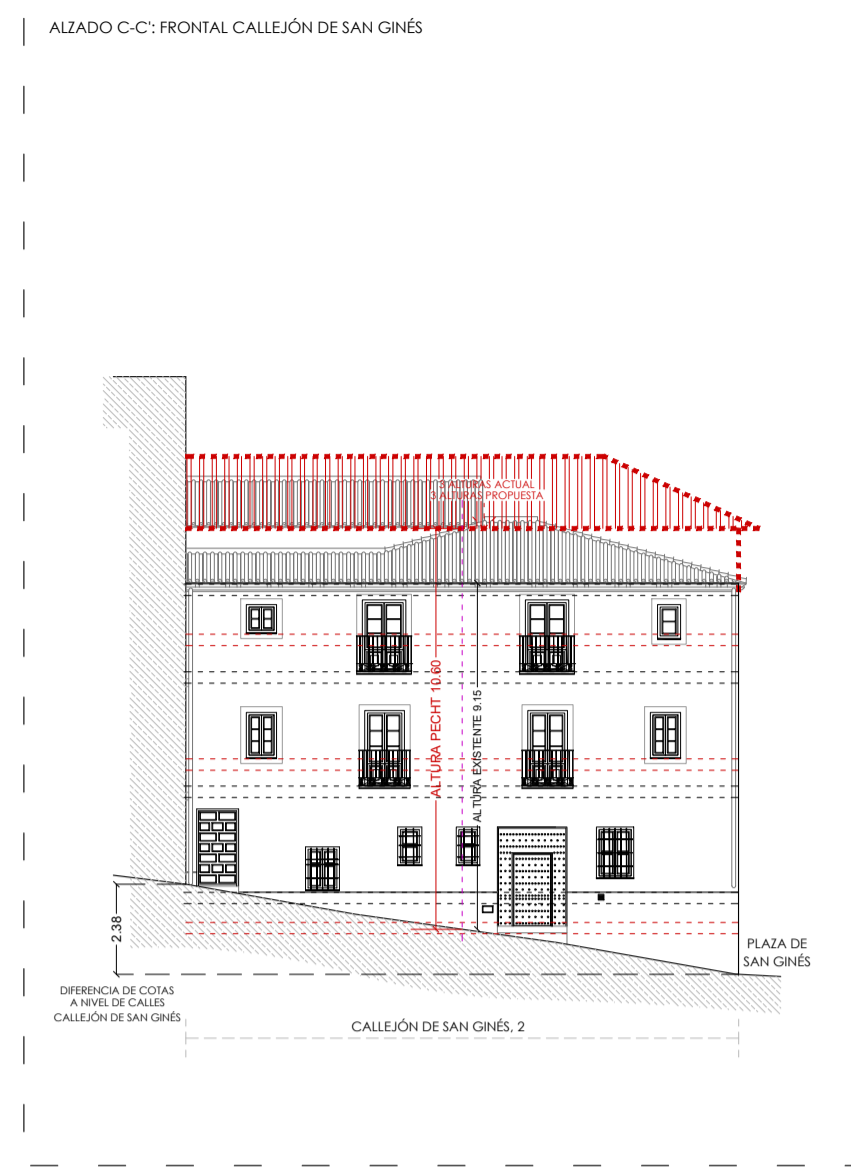 ALZADO C-C': FRONTAL CALLEJÓN DE SAN GINÉS
3 ALTURAS ACTUAL
3 ALTURAS PROPUESTA
ALTURA PECHT 10.60
ALTURA EXISTENTE 9.15
2.38
PLAZA DE
SAN GINÉS
DIFERENCIA DE COTAS
A NIVEL DE CALLES
CALLEJÓN DE SAN GINÉS
CALLEJÓN DE SAN GINÉS, 2